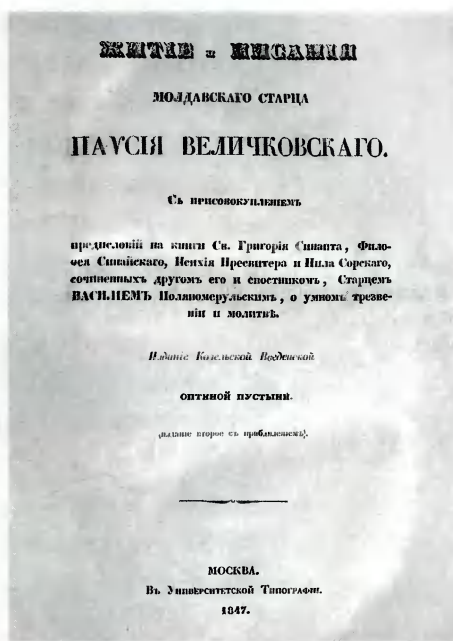 ЖИТІЕ и ПИСАНІЯ
МОЛДАВСКАГО СТАРЦА
ПАѴСІЯ ВЕЛИЧКОВСКАГО.
Съ присовокупленіемъ
предисловій на книги Св. Григорія Синаита, Фило-
ѳея Синайскаго, Исихія Пресвитера и Нила Сорскаго,
сочиненныхъ другомъ его и спостникомъ, Старцемъ
ВАСИЛІЕМЪ Поляномерульскимъ, о умномъ трезве-
ніи и молитвѣ.
Изданіе Козельской Введенской
ОПТИНОЙ ПУСТЫНИ.
(изданіе второе съ прибавленіемъ).
МОСКВА.
Въ Университетской Типографіи.
1847.